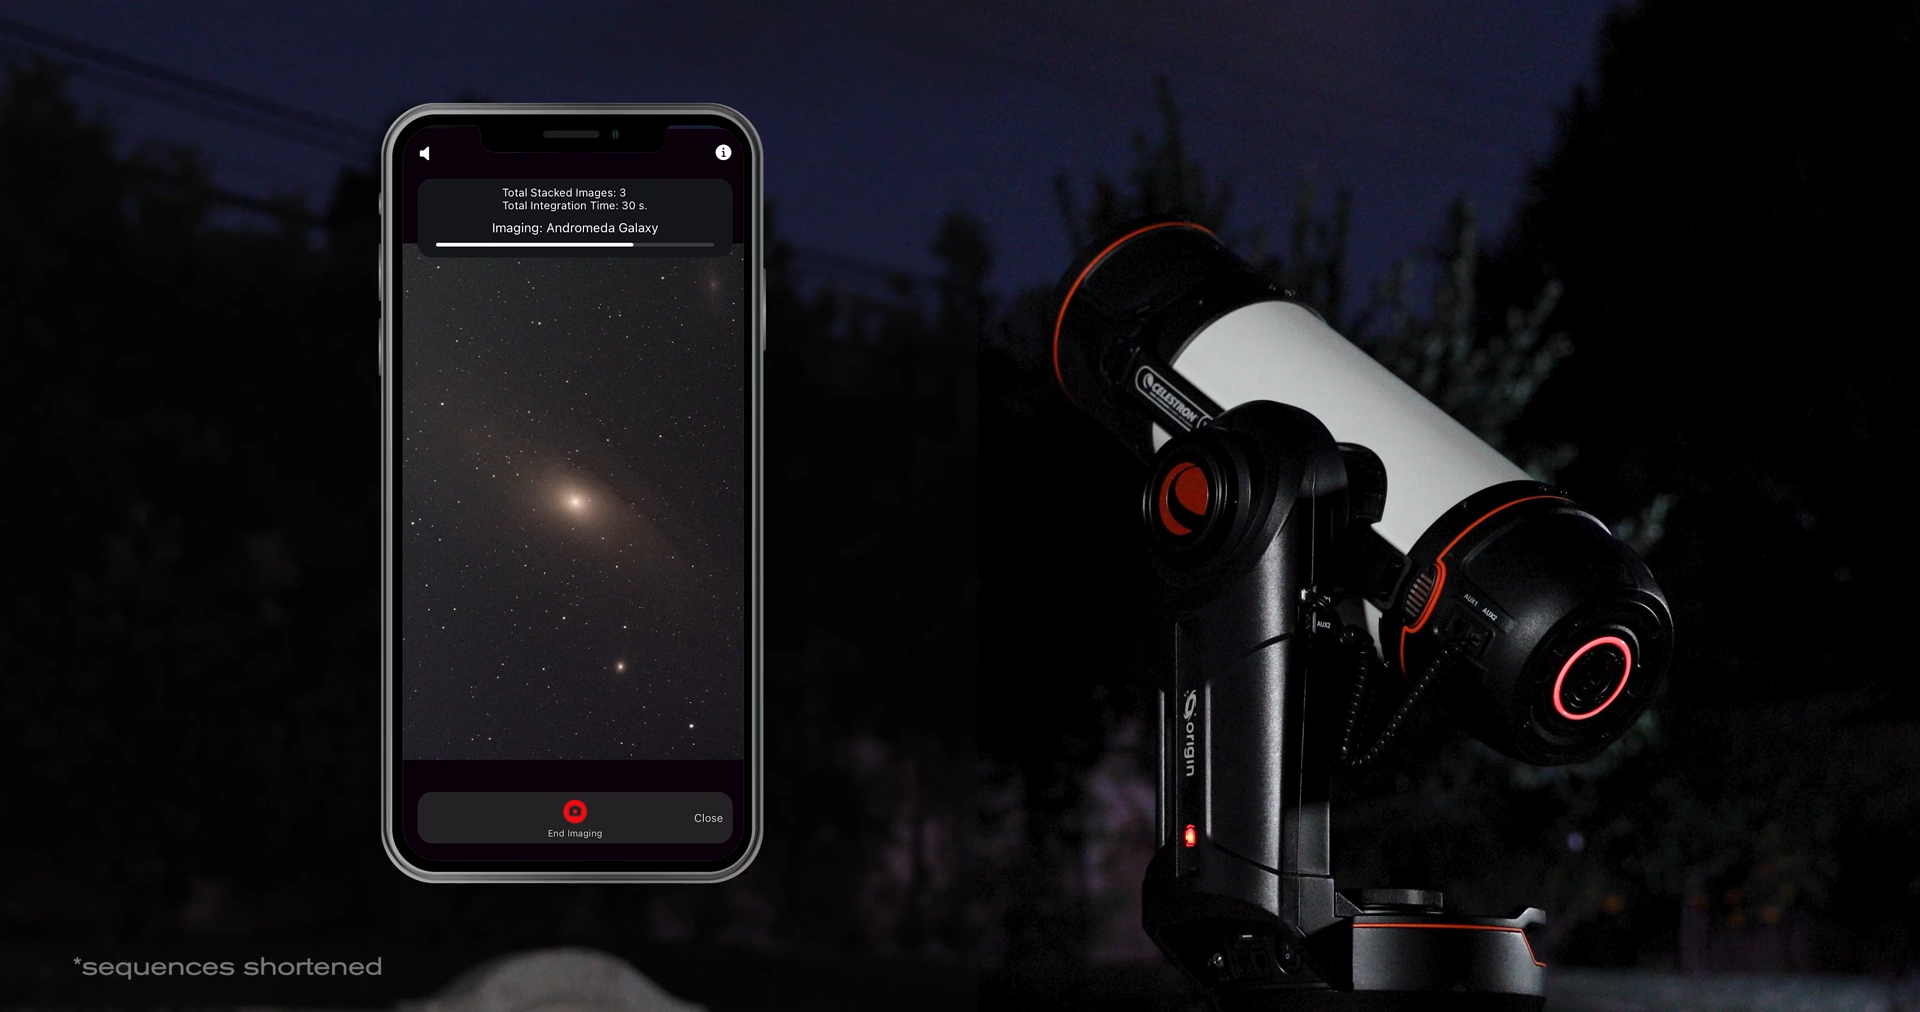 Total Stacked Images: 3
Total Integration Time: 30 s.
Imaging: Andromeda Galaxy
End Imaging
Close
CELESTRON
AUX1 AUX2
AUX2
origin
*sequences shortened